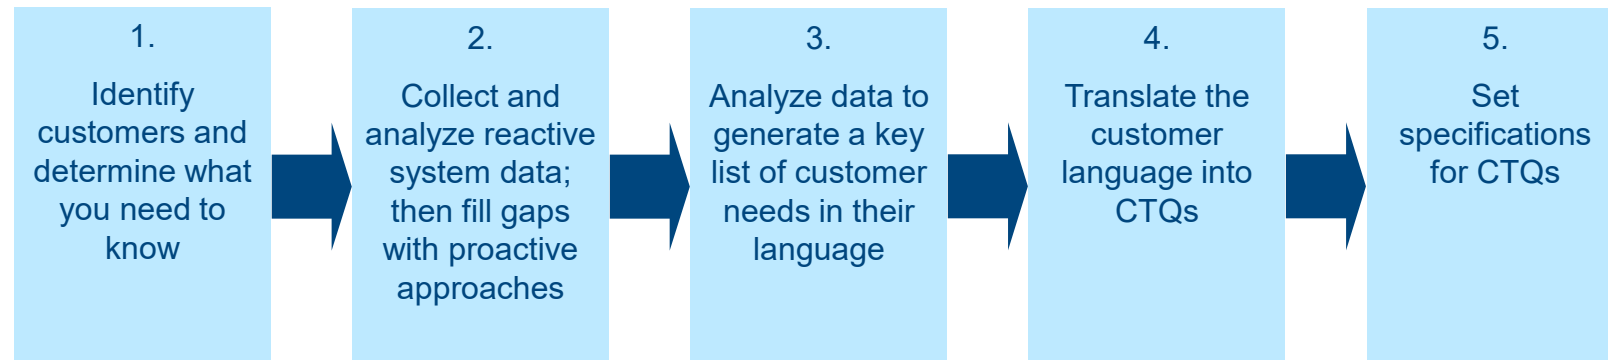 1.
Identify
customers and
determine what
you need to
know
2.
Collect and
analyze reactive
system data;
then fill gaps
with proactive
approaches
3.
Analyze data to
generate a key
list of customer
needs in their
language
4.
Translate the
customer
language into
CTQs
5.
Set
specifications
for CTQs